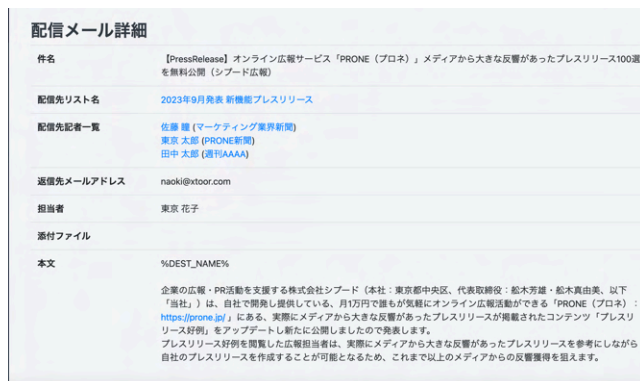 配信メール詳細
件名 【PressRelease】オンライン広報サービス「PRONE（プロネ）」メディアから大きな反響があったプレスリリース100選
を無料公開（シプード広報）
配信先リスト名 2023年9月発表 新機能プレスリリース
配信先記者一覧 佐藤 瞳 (マーケティング業界新聞)
東京 太郎 (PRONE新聞)
田中 太郎 (週刊AAAA)
返信先メールアドレス naoki@xtoor.com
担当者 東京 花子
添付ファイル
本文 %DEST_NAME%
企業の広報・PR活動を支援する株式会社シプード（本社：東京都中央区、代表取締役：舩木芳雄・舩木真由美、以下
「当社」）は、自社で開発し提供している、月1万円で誰もが気軽にオンライン広報活動ができる「PRONE（プロネ）：
https://prone.jp/ 」にある、実際にメディアから大きな反響があったプレスリリースが掲載されたコンテンツ「プレスリ
リース好例」をアップデートし新たに公開しましたので発表します。
プレスリリース好例を閲覧した広報担当者は、実際にメディアから大きな反響があったプレスリリースを参考にしながら
自社のプレスリリースを作成することが可能となるため、これまで以上のメディアからの反響獲得を狙えます。